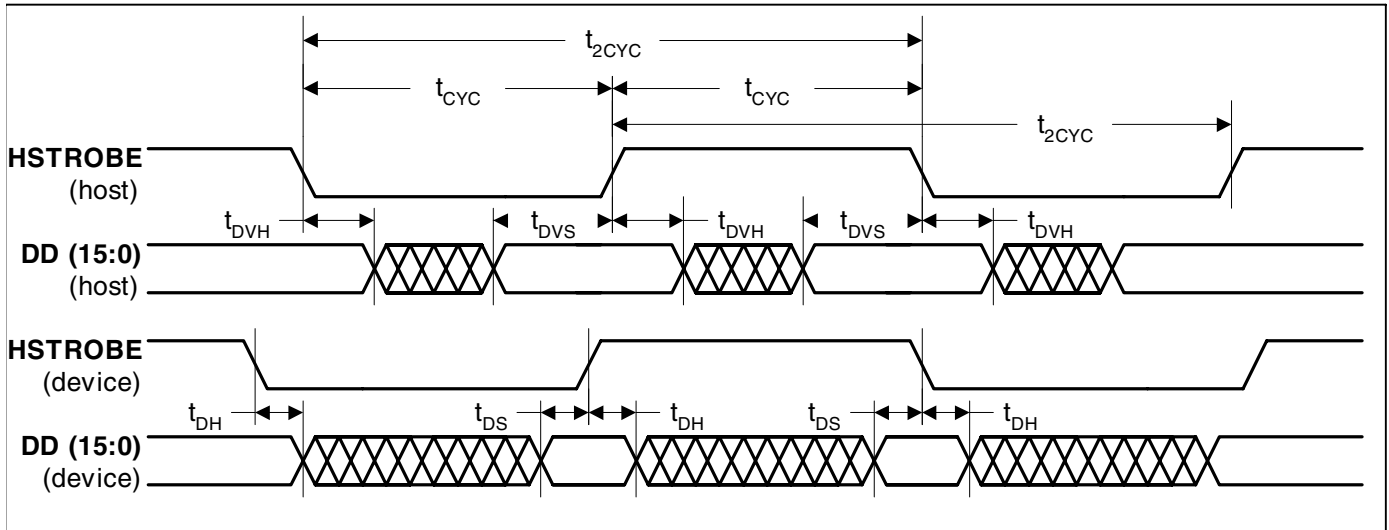 t2CYC
tCYC tCYC
t2CYC
HSTROBE
(host)
tDVH tDVS tDVH tDVS tDVH
DD (15:0)
(host)
HSTROBE
(device)
tDH tDS tDH tDS tDH
DD (15:0)
(device)